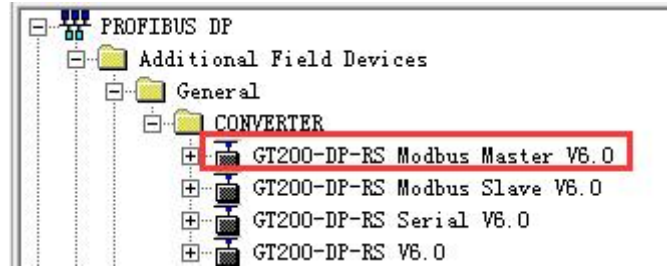 PROFIBUS DP
Additional Field Devices
General
CONVERTER
GT200-DP-RS Modbus Master V6.0
GT200-DP-RS Modbus Slave V6.0
GT200-DP-RS Serial V6.0
GT200-DP-RS V6.0